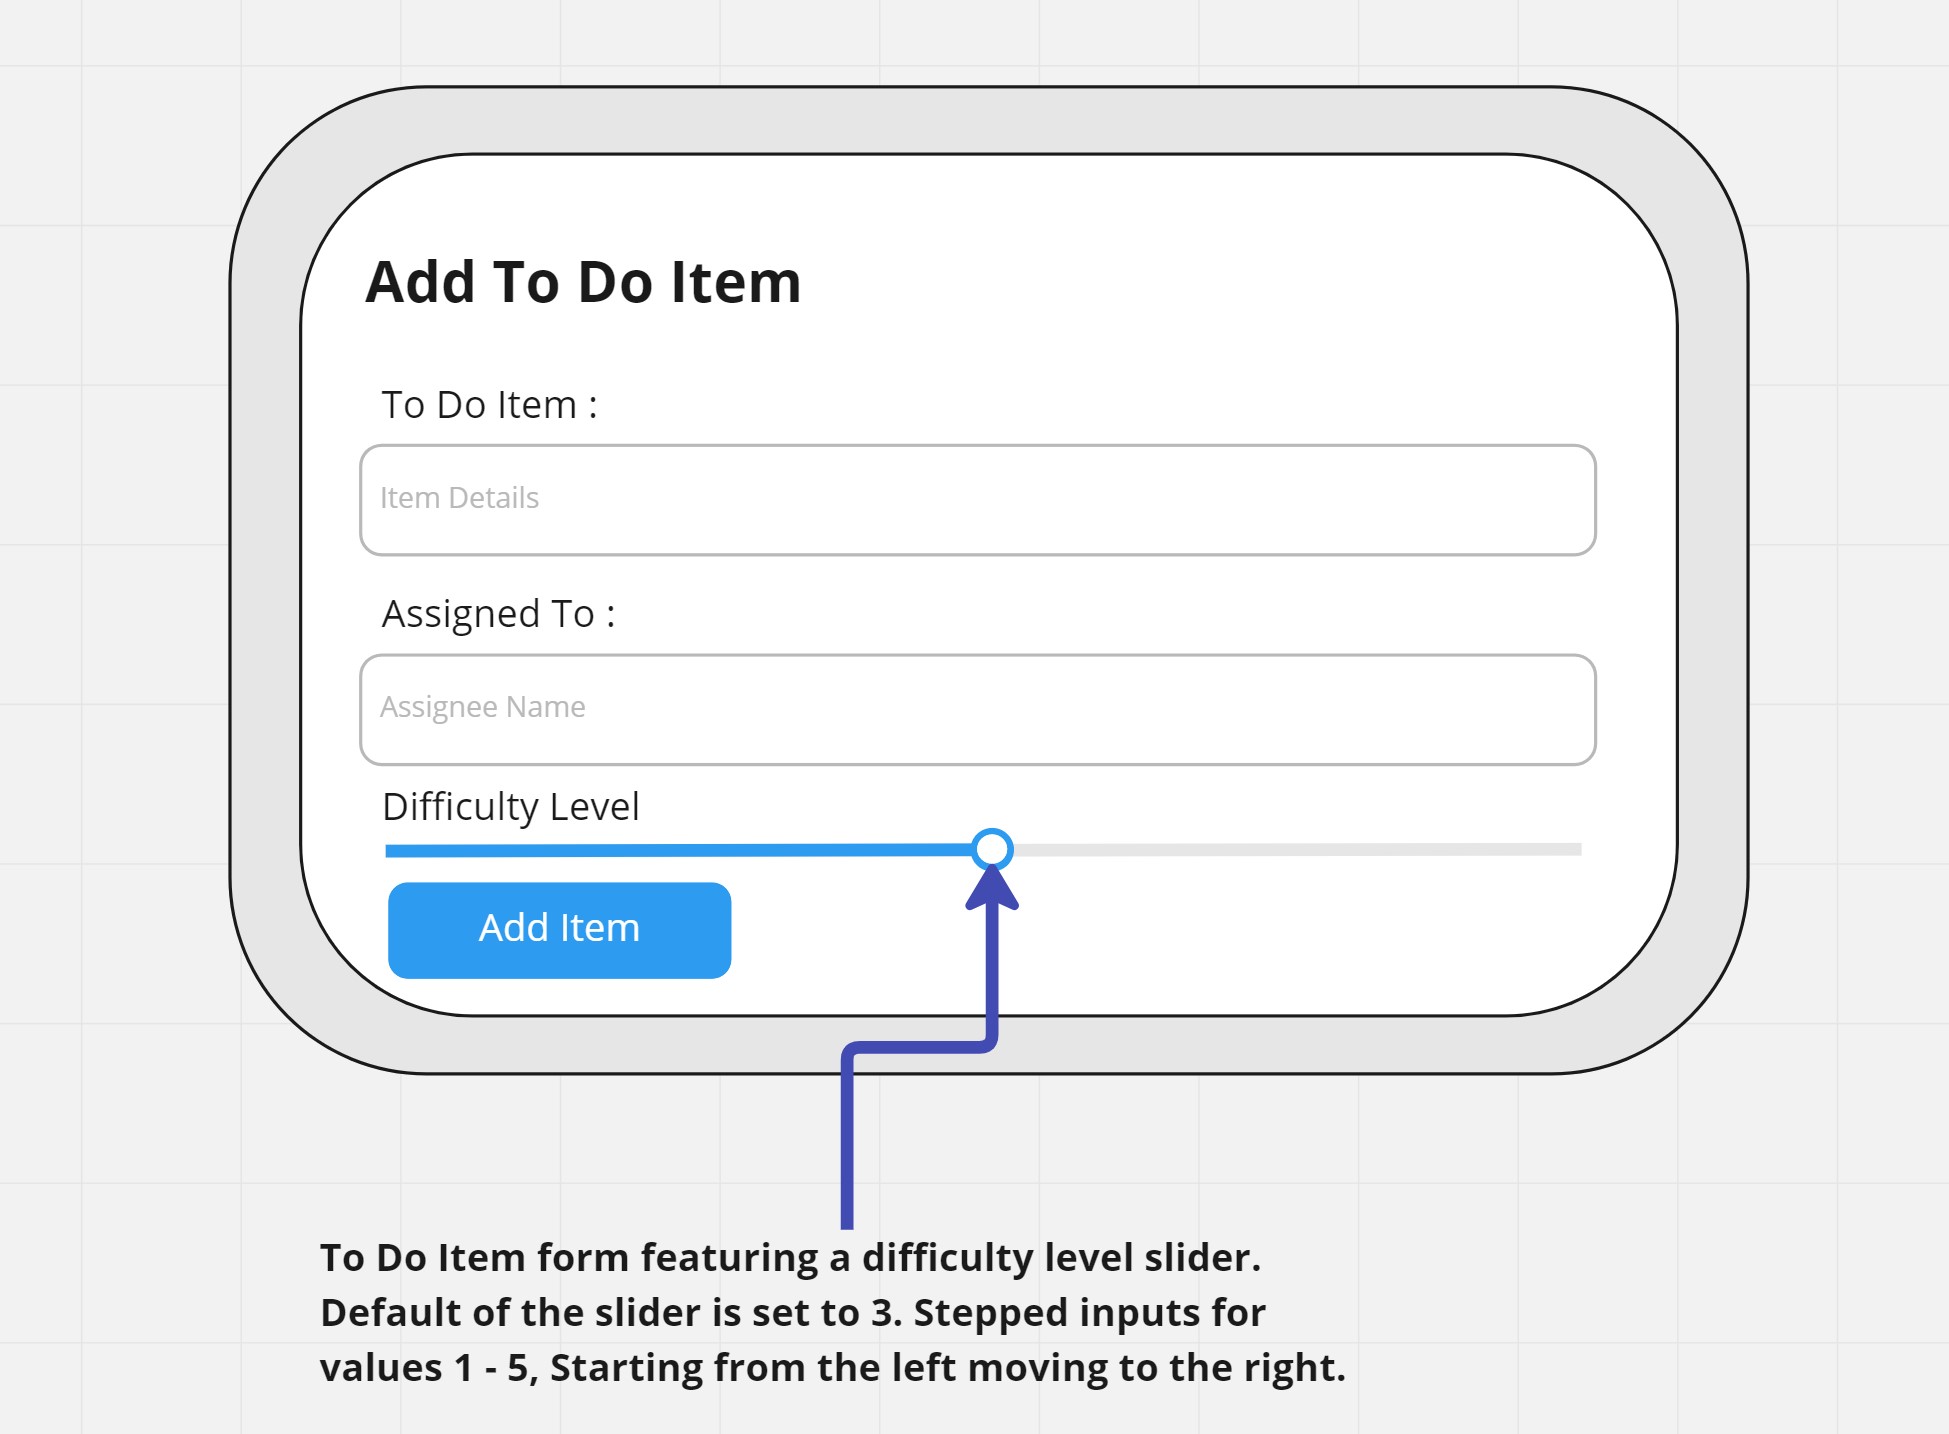 Add To Do Item
To Do Item :
Item Details
Assigned To :
Assignee Name
Difficulty Level
Add Item
To Do Item form featuring a difficulty level slider.
Default of the slider is set to 3. Stepped inputs for
values 1 - 5, Starting from the left moving to the right.